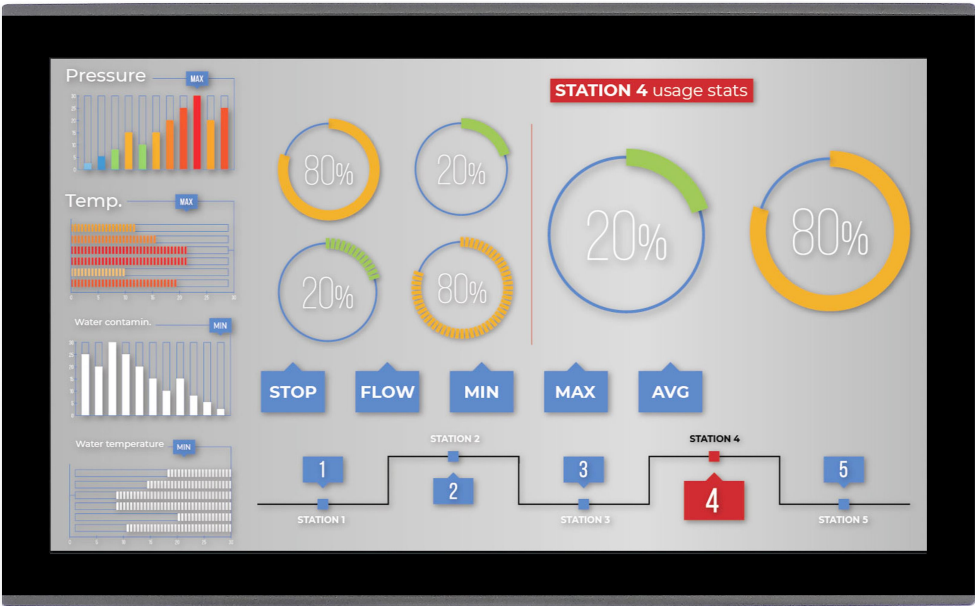 Pressure
MAX
STATION 4 usage stats
80%
20%
20%
80%
Temp.
MAX
20%
80%
Water contamin.
MIN
STOP
FLOW
MIN
MAX
AVG
Water temperature
MIN
STATION 2
STATION 4
1
3
5
2
4
STATION 1
STATION 3
STATION 5